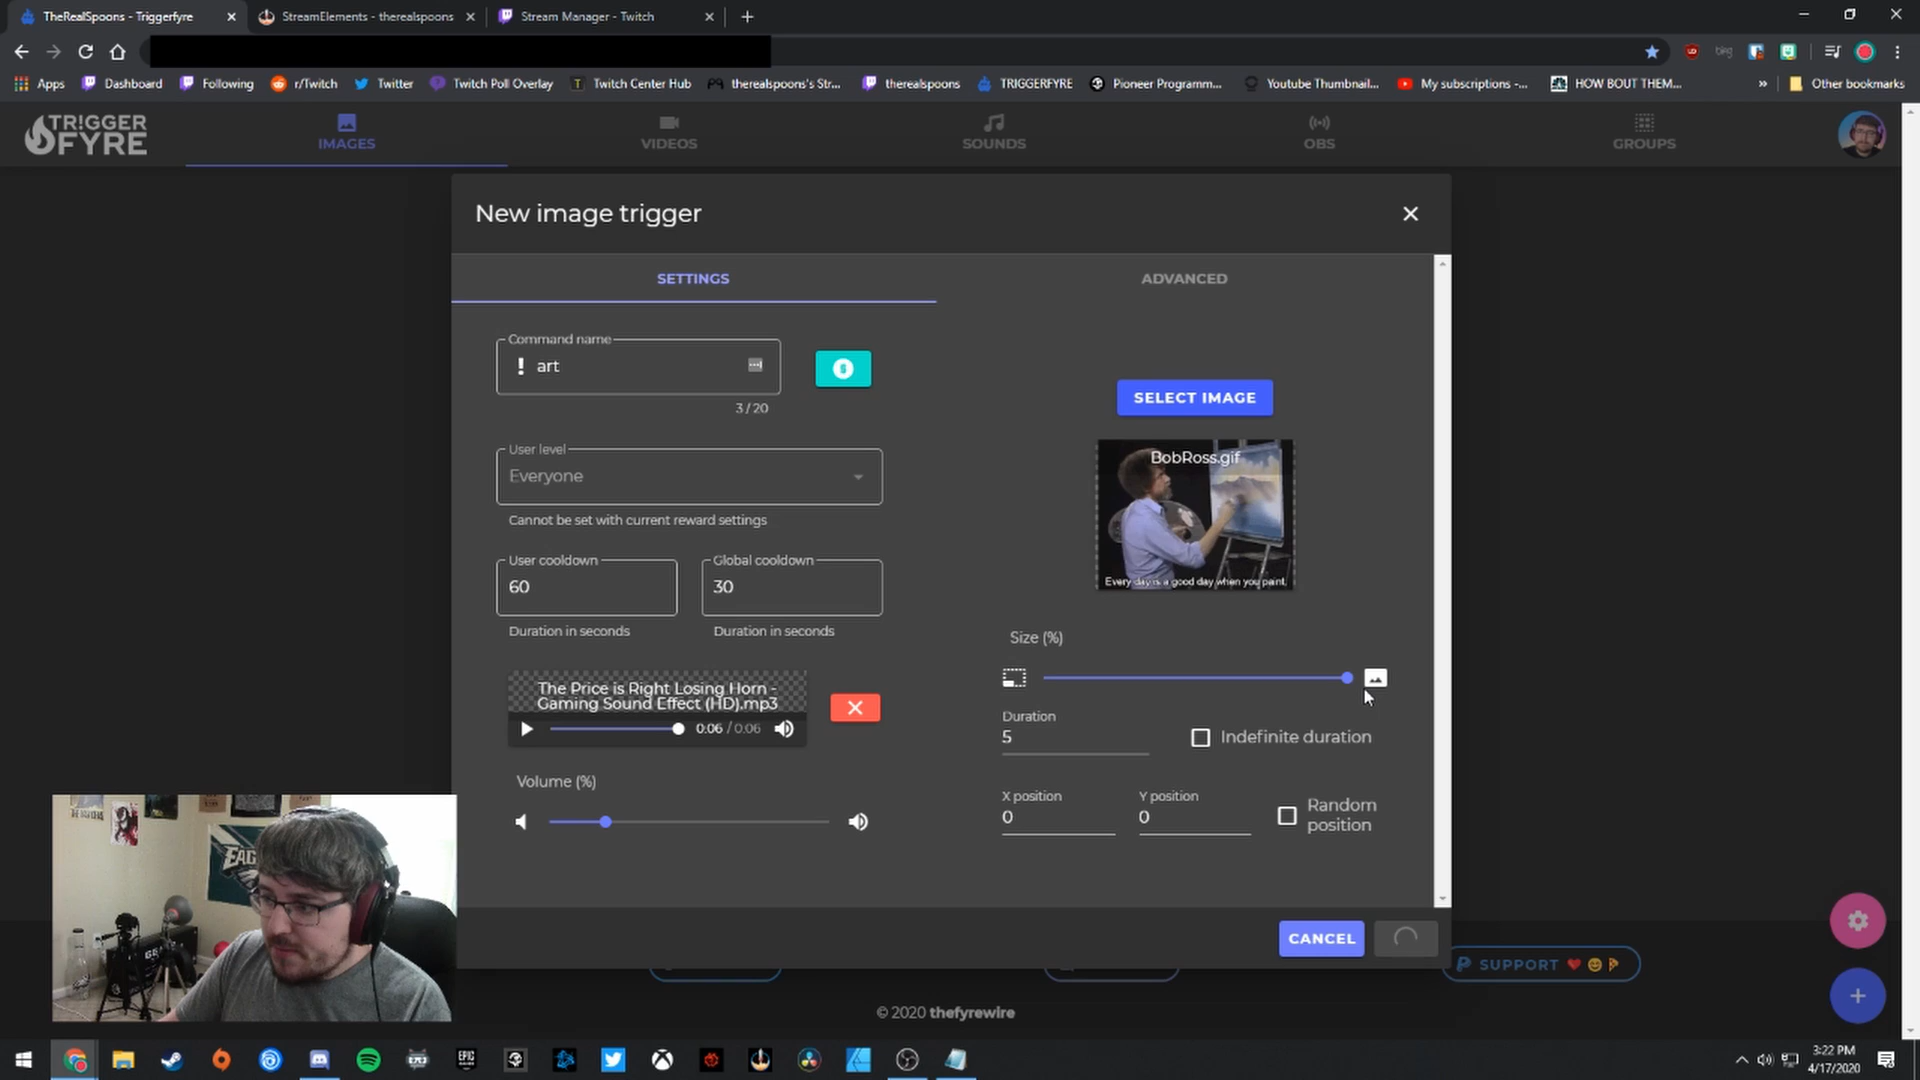 TheRealSpoons - Triggerfyre
StreamElements - therealspoons
Stream Manager - Twitch
Apps
Dashboard
Following
r/Twitch
Twitter
Twitch Poll Overlay
Twitch Center Hub
therealspoons's Str...
therealspoons
TRIGGERFYRE
Pioneer Programm...
Youtube Thumbnail...
My subscriptions -...
HOW BOUT THEM...
Other bookmarks
TR!GGER
FYRE
IMAGES
VIDEOS
SOUNDS
OBS
GROUPS
New image trigger
SETTINGS
ADVANCED
Command name
! art
3 / 20
SELECT IMAGE
BobRoss.gif
Every day is a good day when you paint.
User level
Everyone
Cannot be set with current reward settings
User cooldown
60
Duration in seconds
Global cooldown
30
Duration in seconds
The Price is Right Losing Horn -
Gaming Sound Effect (HD).mp3
0:06 / 0:06
Volume (%)
Size (%)
Duration
5
Indefinite duration
X position
0
Y position
0
Random
position
CANCEL
SUPPORT
© 2020 thefyrewire
EPIC
3:22 PM
4/17/2020